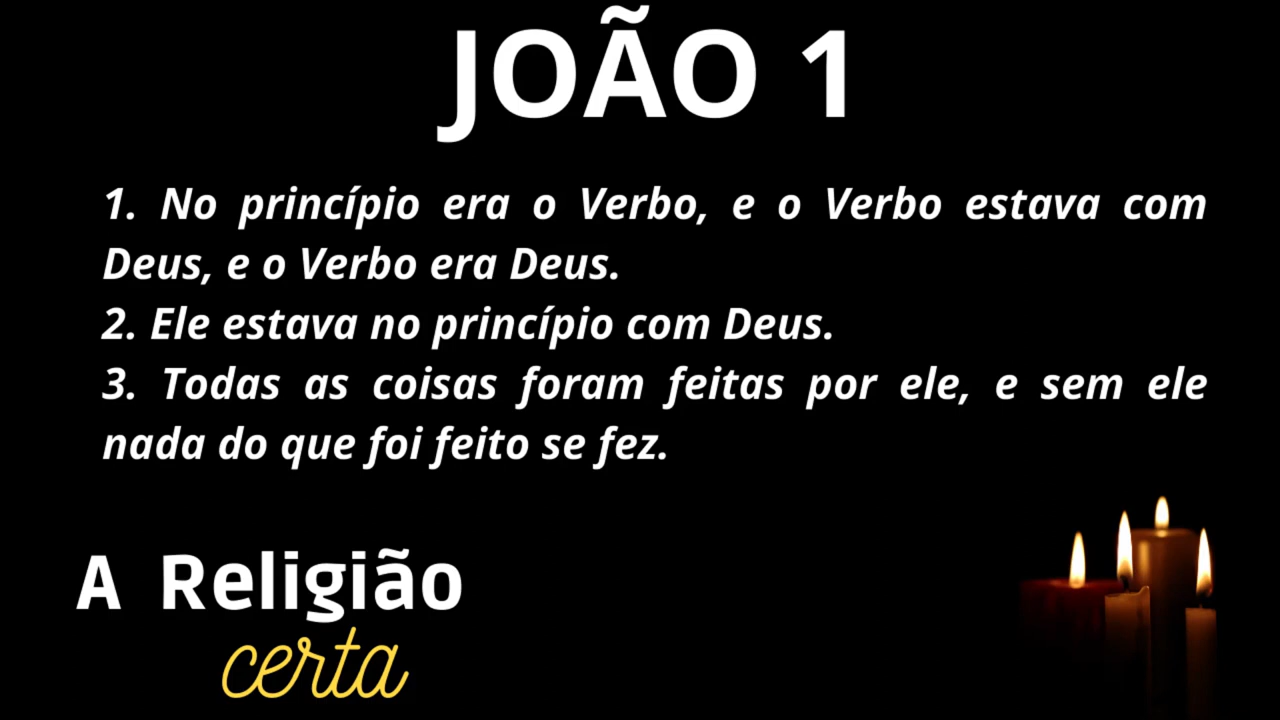 JOÃO 1
1. No princípio era o Verbo, e o Verbo estava com
Deus, e o Verbo era Deus.
2. Ele estava no princípio com Deus.
3. Todas as coisas foram feitas por ele, e sem ele
nada do que foi feito se fez.
A Religião
certa